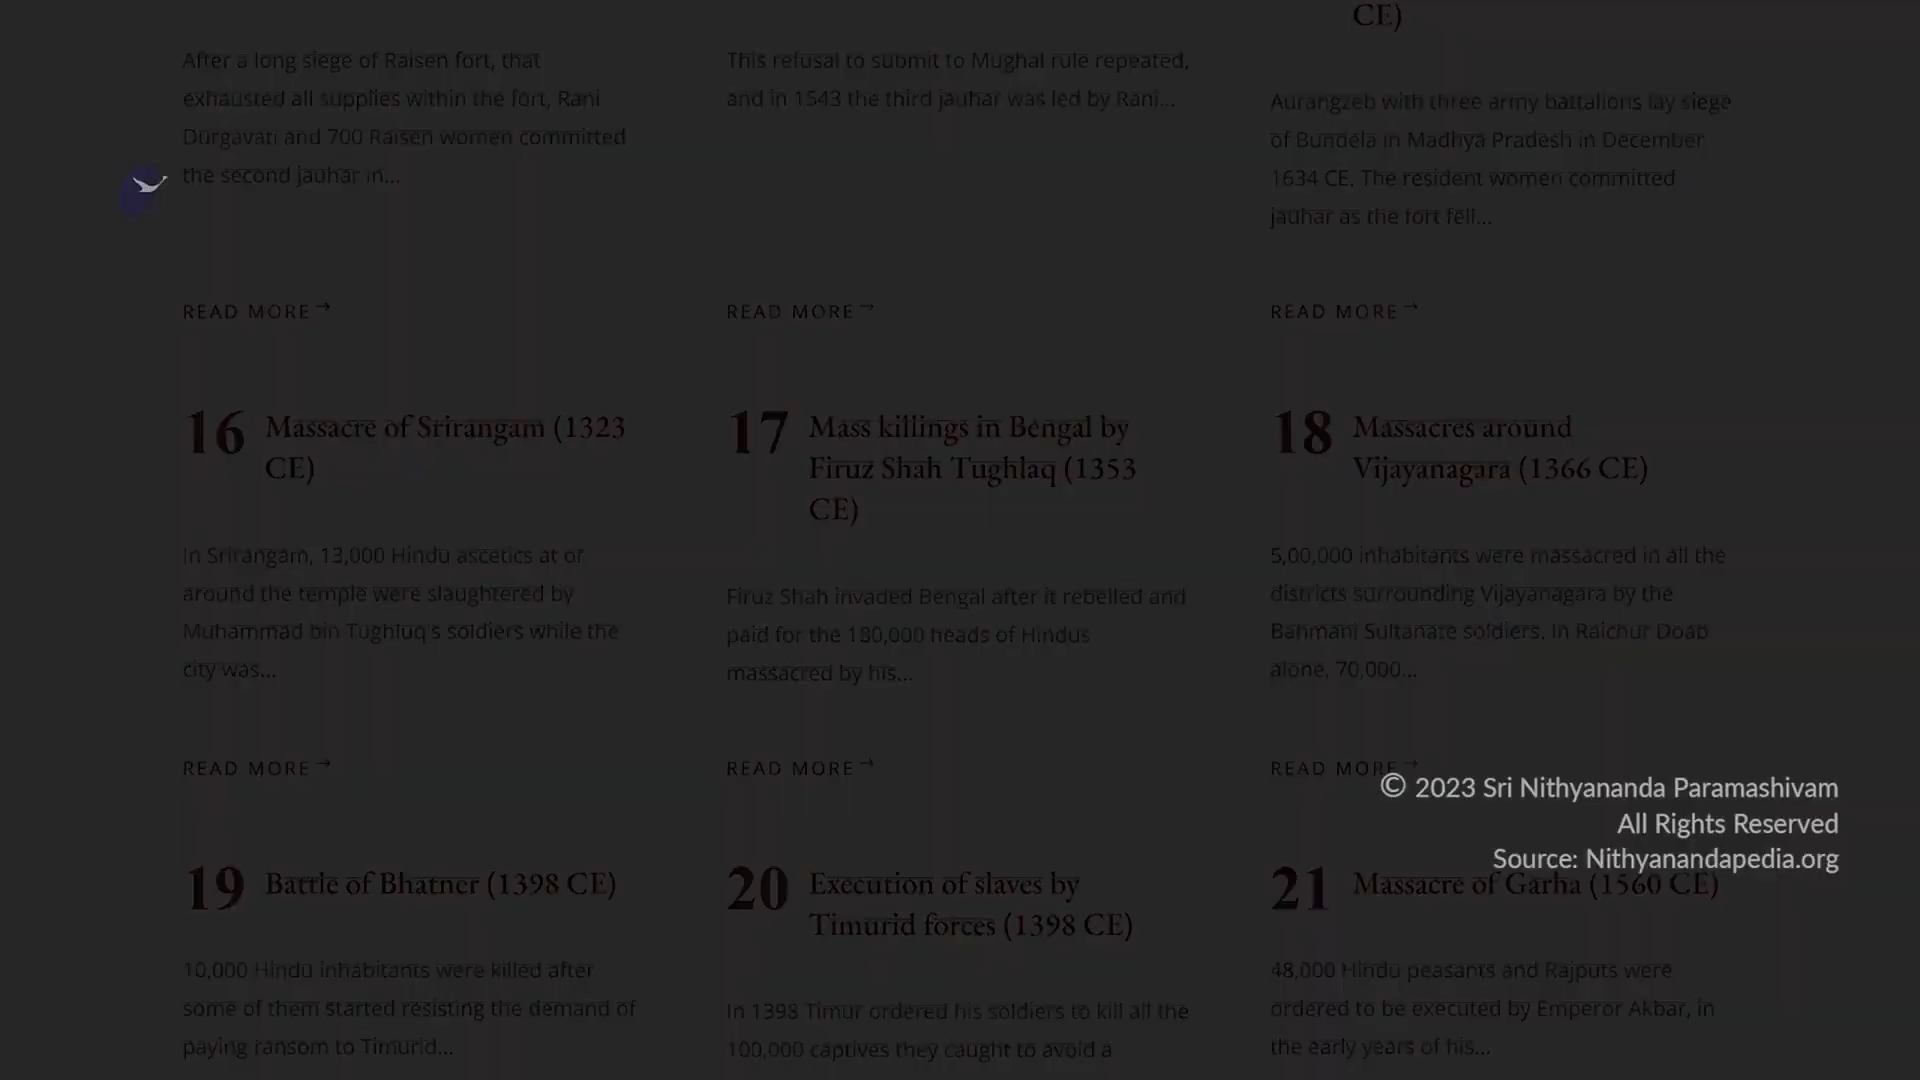 CE)
After a long siege of Raisen fort, that
exhausted all supplies within the fort, Rani
Durgavati and 700 Raisen women committed
the second jauhar in...
READ MORE →
This refusal to submit to Mughal rule repeated,
and in 1543 the third jauhar was led by Rani...
READ MORE →
Aurangzeb with three army battalions lay siege
of Bundela in Madhya Pradesh in December
1634 CE. The resident women committed
jauhar as the fort fell...
READ MORE →
16 Massacre of Srirangam (1323
CE)
In Srirangam, 13,000 Hindu ascetics at or
around the temple were slaughtered by
Muhammad bin Tughluq's soldiers while the
city was...
READ MORE →
17 Mass killings in Bengal by
Firuz Shah Tughlaq (1353
CE)
Firuz Shah invaded Bengal after it rebelled and
paid for the 180,000 heads of Hindus
massacred by his...
READ MORE →
18 Massacres around
Vijayanagara (1366 CE)
5,00,000 inhabitants were massacred in all the
districts surrounding Vijayanagara by the
Bahmani Sultanate soldiers. In Raichur Doab
alone, 70,000...
READ MORE →
© 2023 Sri Nithyananda Paramashivam
All Rights Reserved
Source: Nithyanandapedia.org
19 Battle of Bhatner (1398 CE)
10,000 Hindu inhabitants were killed after
some of them started resisting the demand of
paying ransom to Timurid...
20 Execution of slaves by
Timurid forces (1398 CE)
In 1398 Timur ordered his soldiers to kill all the
100,000 captives they caught to avoid a
21 Massacre of Garha (1560 CE)
48,000 Hindu peasants and Rajputs were
ordered to be executed by Emperor Akbar, in
the early years of his...